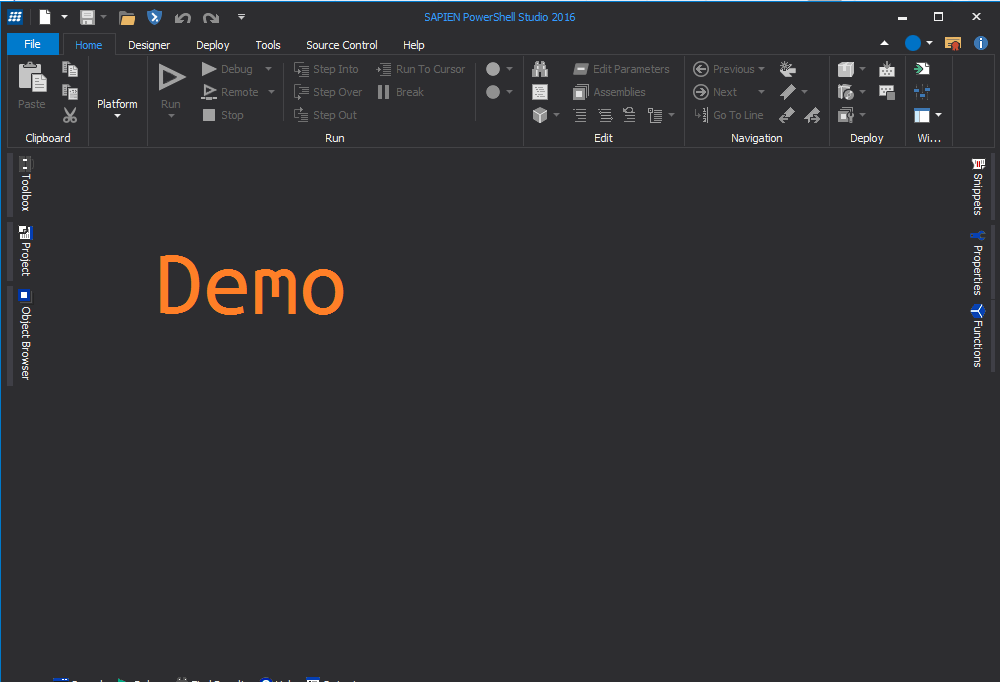 SAPIEN PowerShell Studio 2016
File Home Designer Deploy Tools Source Control Help
Paste
Clipboard
Platform
Run
Debug
Remote
Stop
Step Into
Step Over
Step Out
Run To Cursor
Break
Run
Edit Parameters
Assemblies
Edit
Previous
Next
Go To Line
Navigation
Deploy
Wi...
Toolbox
Project
Object Browser
Demo
Snippets
Properties
Functions